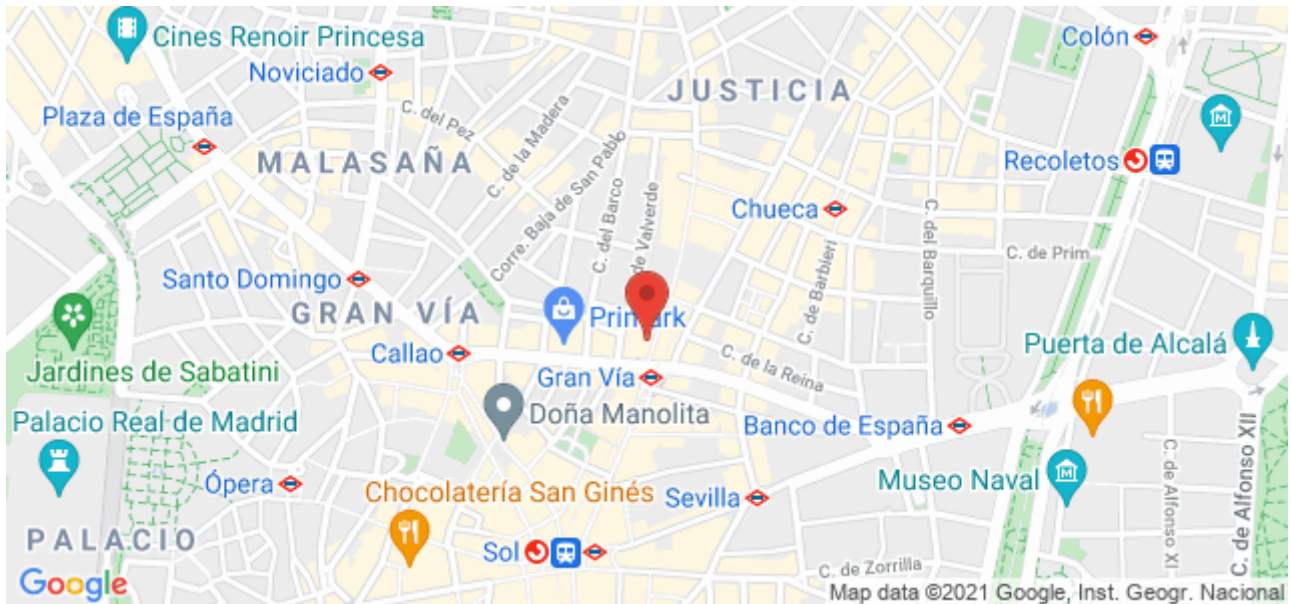 Cines Renoir Princesa
Colón
Noviciado
JUSTICIA
C. del Pez
C. de la Madera
Plaza de España
MALASAÑA
Corre. Baja de San Pablo
Recoletos
C. del Barco
de Valverde
Chueca
C. del Barquillo
C. de Barbieri
C. de Prim
Santo Domingo
GRAN VÍA
Primark
Callao
C. de la Reina
Puerta de Alcalá
Jardines de Sabatini
Gran Vía
Doña Manolita
Palacio Real de Madrid
Banco de España
Ópera
Chocolatería San Ginés
Sevilla
Museo Naval
C. de Alfonso XI
C. de Alfonso XII
PALACIO
Sol
C. de Zorrilla
Google
Map data ©2021 Google, Inst. Geogr. Nacional